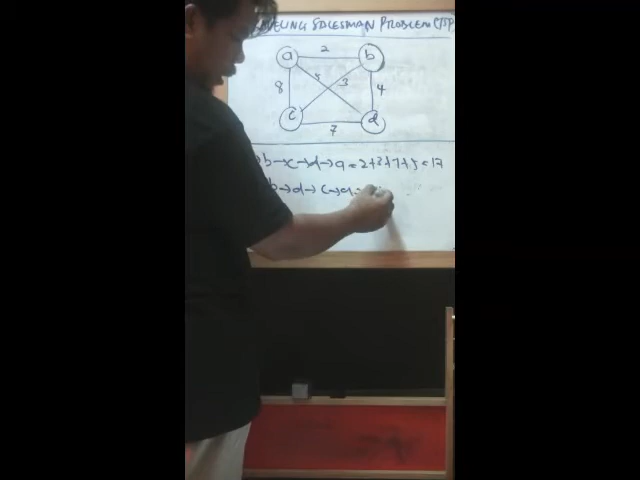 SALESMAN PROBLEM (TSP)
a 2 b
8 5 3 4
c 7 d
→b→c→d→a = 2+3+7+5=17
b→d→c→a=